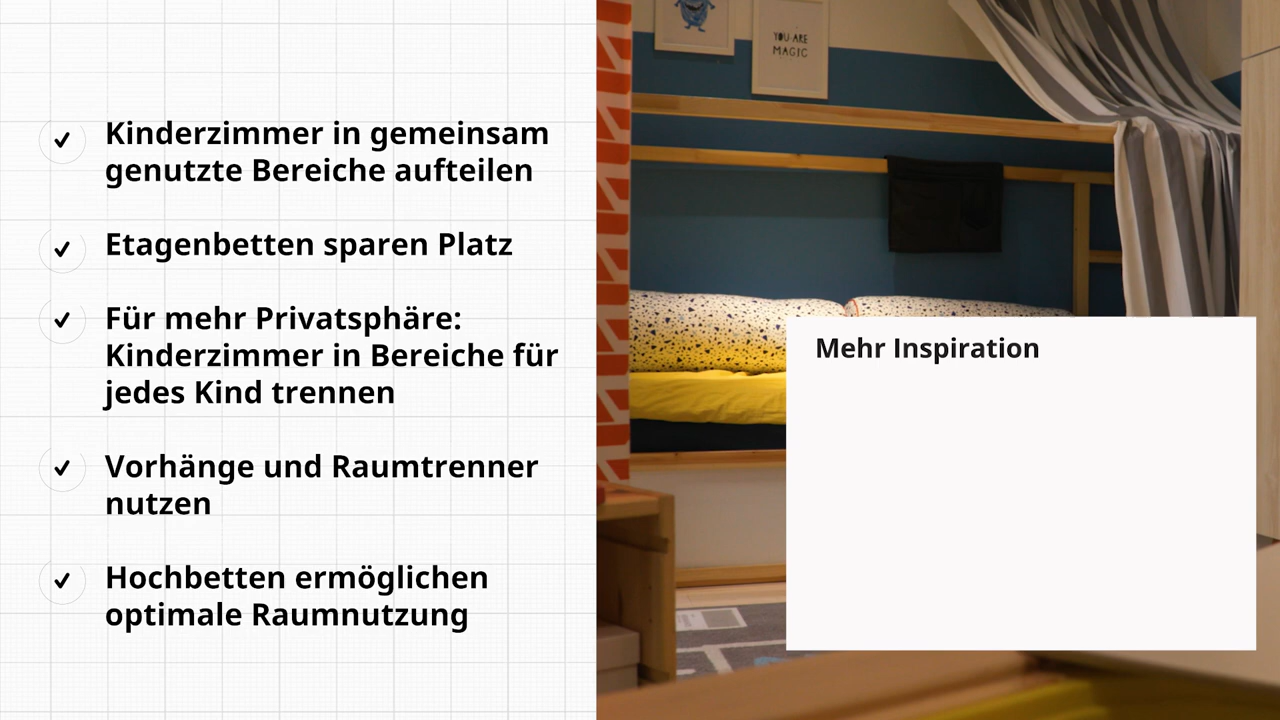 Kinderzimmer in gemeinsam
genutzte Bereiche aufteilen
Etagenbetten sparen Platz
Für mehr Privatsphäre:
Kinderzimmer in Bereiche für
jedes Kind trennen
Vorhänge und Raumtrenner
nutzen
Hochbetten ermöglichen
optimale Raumnutzung
YOU ARE
MAGIC
Mehr Inspiration